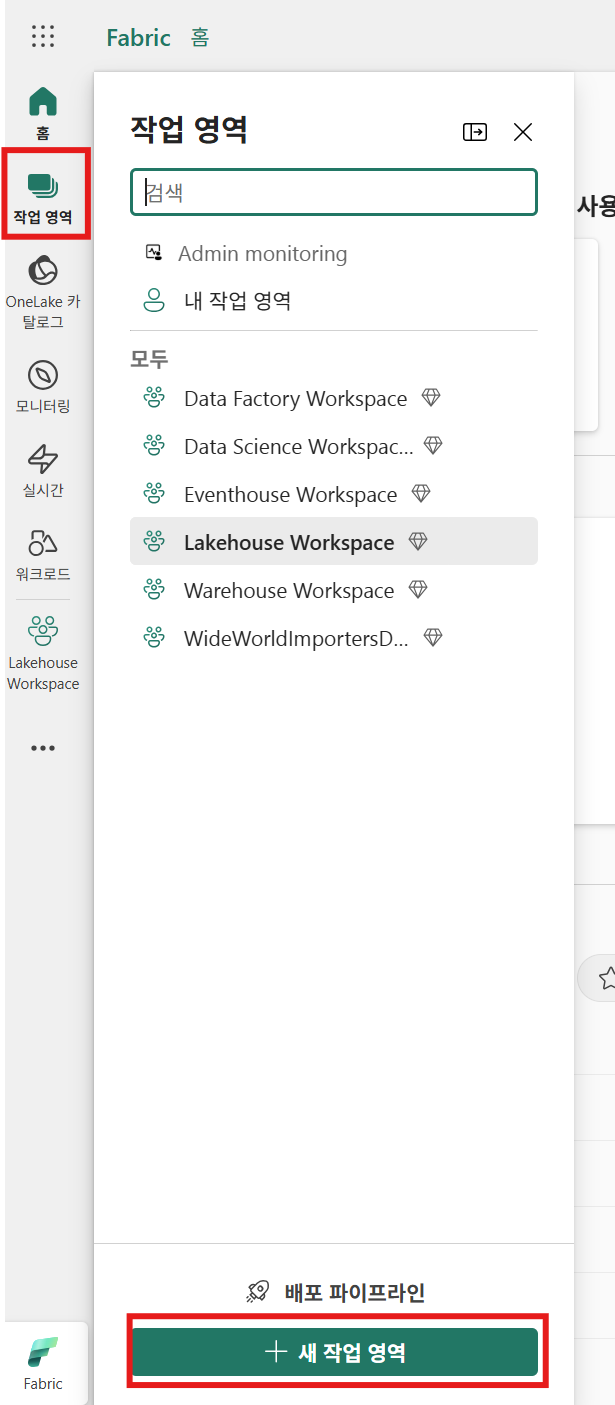 Fabric 홈
홈
작업 영역
OneLake 카
탈로그
모니터링
실시간
워크로드
Lakehouse
Workspace
Fabric
작업 영역
검색
Admin monitoring
내 작업 영역
모두
Data Factory Workspace
Data Science Workspac...
Eventhouse Workspace
Lakehouse Workspace
Warehouse Workspace
WideWorldImportersD...
배포 파이프라인
새 작업 영역
사용